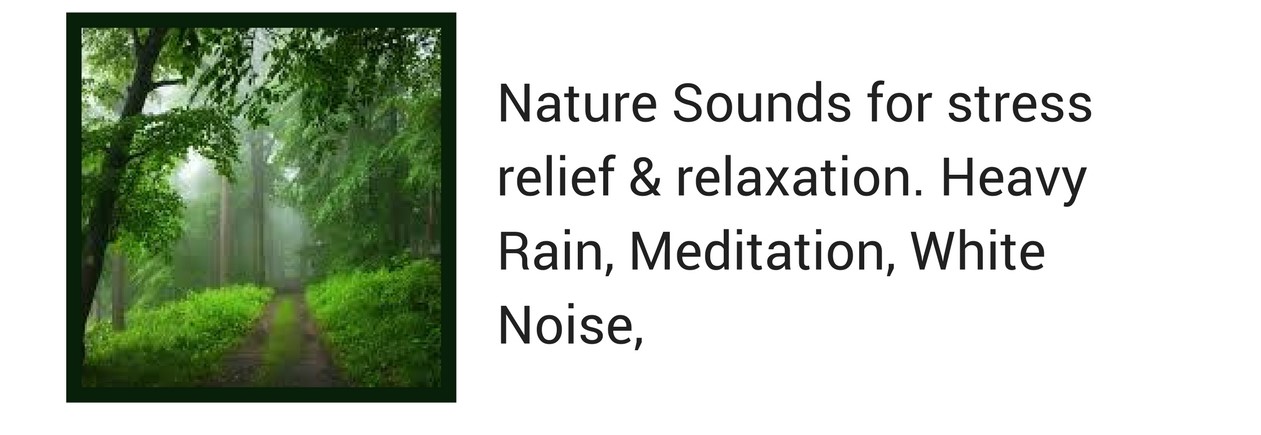 Nature Sounds for stress
relief & relaxation. Heavy
Rain, Meditation, White
Noise,